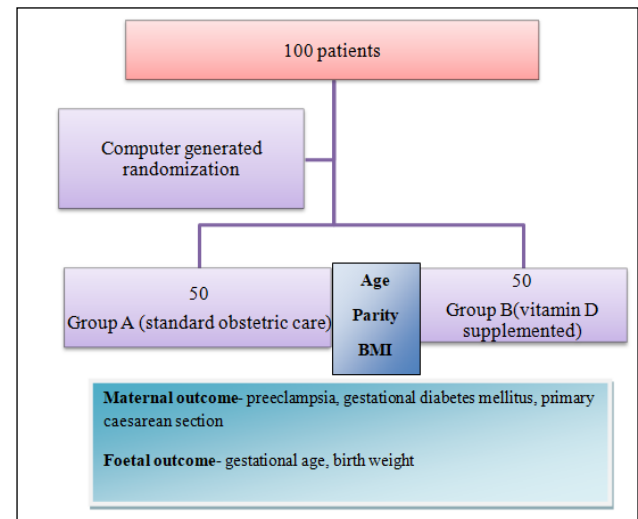 100 patients
Computer generated
randomization
50
Group A (standard obstetric care)
Age
Parity
BMI
50
Group B(vitamin D
supplemented)
Maternal outcome- preeclampsia, gestational diabetes mellitus, primary
caesarean section
Foetal outcome- gestational age, birth weight